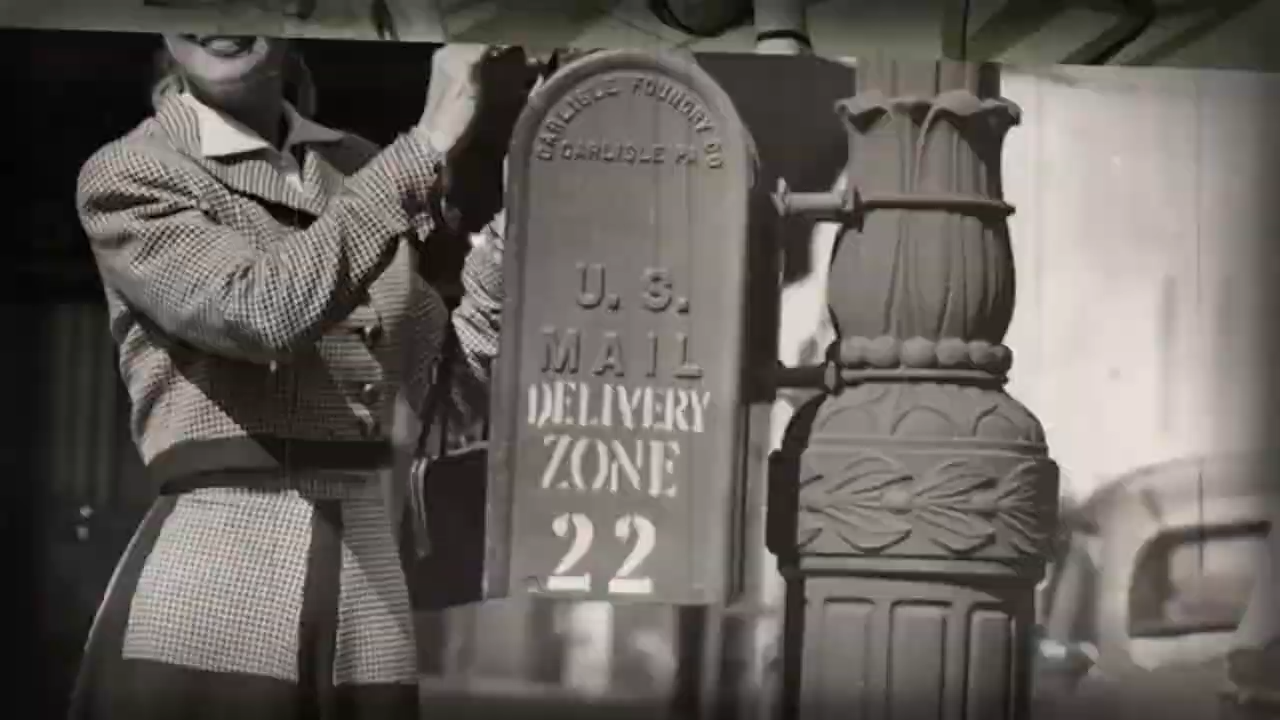 CARLISLE FOUNDRY CO
CARLISLE PA
U. S.
MAIL
DELIVERY
ZONE
22